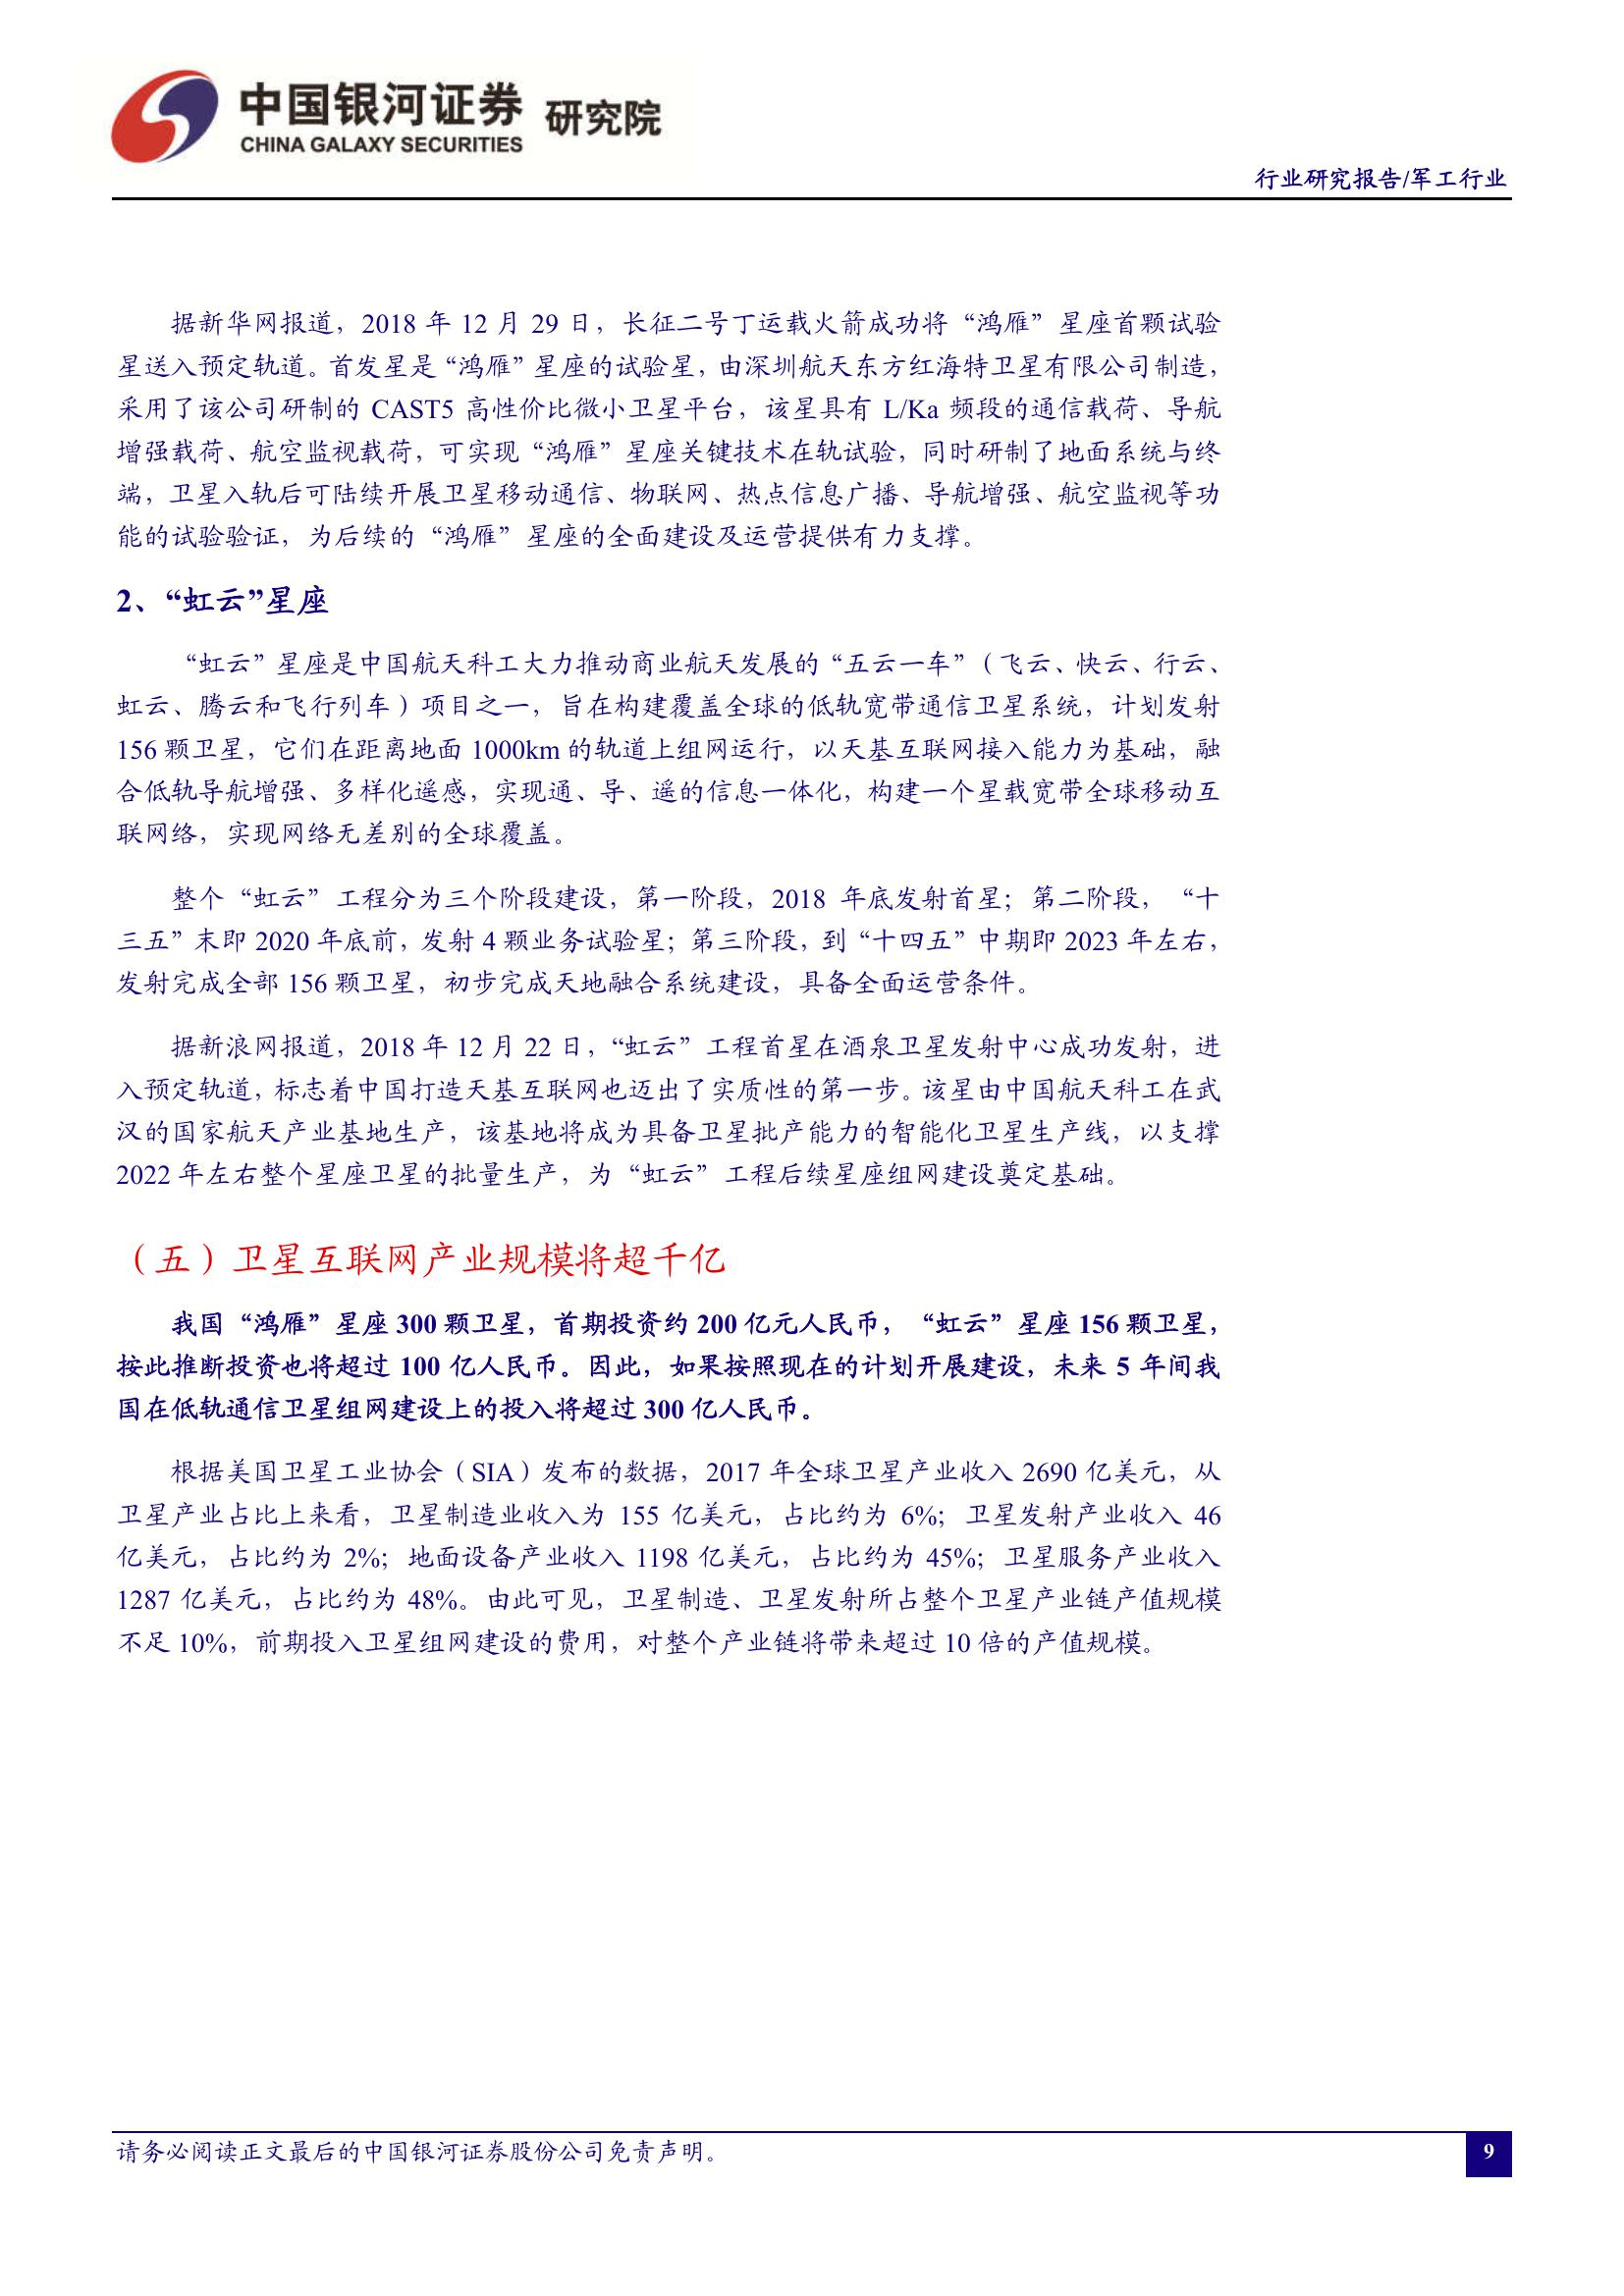 中国银河证券 研究院
CHINA GALAXY SECURITIES
行业研究报告/军工行业
据新华网报道，2018 年 12 月 29 日，长征二号丁运载火箭成功将“鸿雁”星座首颗试验
星送入预定轨道。首发星是“鸿雁”星座的试验星，由深圳航天东方红海特卫星有限公司制造，
采用了该公司研制的 CAST5 高性价比微小卫星平台，该星具有 L/Ka 频段的通信载荷、导航
增强载荷、航空监视载荷，可实现“鸿雁”星座关键技术在轨试验，同时研制了地面系统与终
端，卫星入轨后可陆续开展卫星移动通信、物联网、热点信息广播、导航增强、航空监视等功
能的试验验证，为后续的“鸿雁”星座的全面建设及运营提供有力支撑。
2、“虹云”星座
“虹云”星座是中国航天科工大力推动商业航天发展的“五云一车”（飞云、快云、行云、
虹云、腾云和飞行列车）项目之一，旨在构建覆盖全球的低轨宽带通信卫星系统，计划发射
156 颗卫星，它们在距离地面 1000km 的轨道上组网运行，以天基互联网接入能力为基础，融
合低轨导航增强、多样化遥感，实现通、导、遥的信息一体化，构建一个星载宽带全球移动互
联网络，实现网络无差别的全球覆盖。
整个“虹云”工程分为三个阶段建设，第一阶段，2018 年底发射首星；第二阶段，“十
三五”末即 2020 年底前，发射 4 颗业务试验星；第三阶段，到“十四五”中期即 2023 年左右，
发射完成全部 156 颗卫星，初步完成天地融合系统建设，具备全面运营条件。
据新浪网报道，2018 年 12 月 22 日，“虹云”工程首星在酒泉卫星发射中心成功发射，进
入预定轨道，标志着中国打造天基互联网也迈出了实质性的第一步。该星由中国航天科工在武
汉的国家航天产业基地生产，该基地将成为具备卫星批产能力的智能化卫星生产线，以支撑
2022 年左右整个星座卫星的批量生产，为“虹云”工程后续星座组网建设奠定基础。
（五）卫星互联网产业规模将超千亿
我国“鸿雁”星座 300 颗卫星，首期投资约 200 亿元人民币，“虹云”星座 156 颗卫星，
按此推断投资也将超过 100 亿人民币。因此，如果按照现在的计划开展建设，未来 5 年间我
国在低轨通信卫星组网建设上的投入将超过 300 亿人民币。
根据美国卫星工业协会（SIA）发布的数据，2017 年全球卫星产业收入 2690 亿美元，从
卫星产业占比上来看，卫星制造业收入为 155 亿美元，占比约为 6%；卫星发射产业收入 46
亿美元，占比约为 2%；地面设备产业收入 1198 亿美元，占比约为 45%；卫星服务产业收入
1287 亿美元，占比约为 48%。由此可见，卫星制造、卫星发射所占整个卫星产业链产值规模
不足 10%，前期投入卫星组网建设的费用，对整个产业链将带来超过 10 倍的产值规模。
请务必阅读正文最后的中国银河证券股份公司免责声明。
9